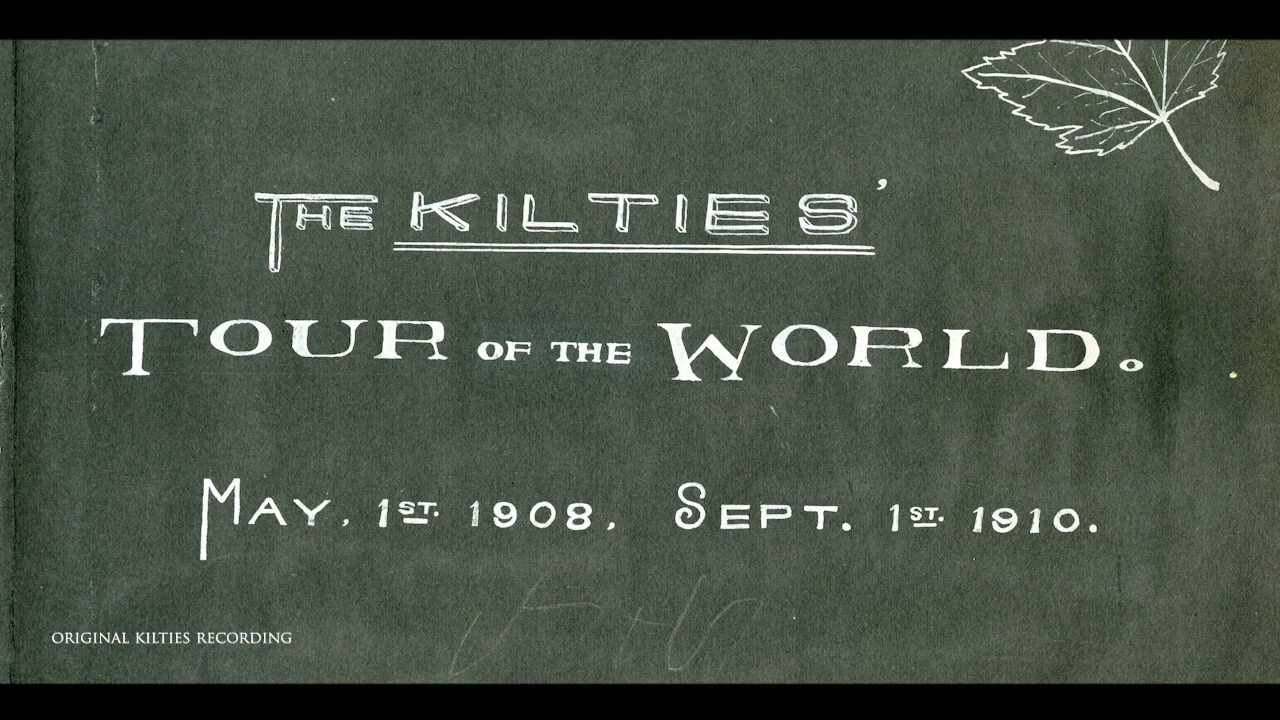 THE KILTIES'
TOUR OF THE WORLD.
MAY, 1ST. 1908, SEPT. 1ST. 1910.
ORIGINAL KILTIES RECORDING